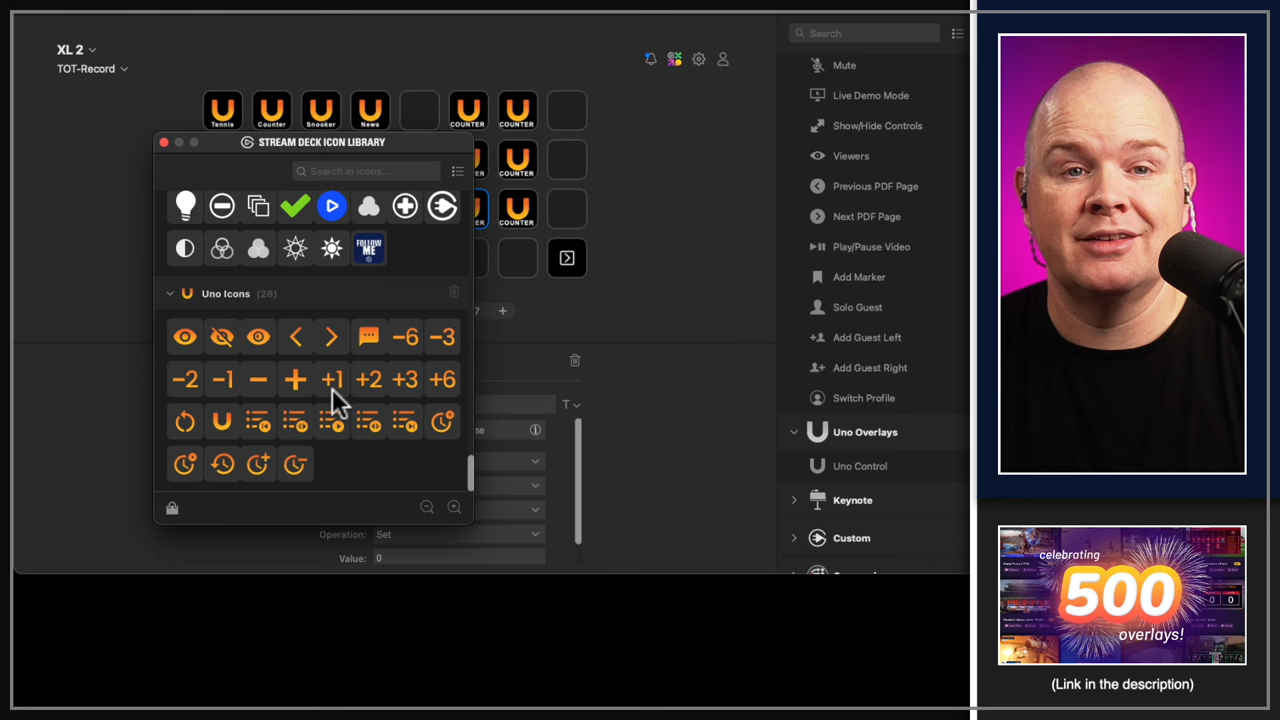 XL 2
TOT-Record
Tennis
Counter
Snooker
News
COUNTER
COUNTER
COUNTER
COUNTER
STREAM DECK ICON LIBRARY
Search in icons...
FOLLOW
ME
Uno Icons (28)
-6
-3
-2
-1
+1
+2
+3
+6
7
se
T
Operation: Set
Value: 0
Search
Mute
Live Demo Mode
Show/Hide Controls
Viewers
Previous PDF Page
Next PDF Page
Play/Pause Video
Add Marker
Solo Guest
Add Guest Left
Add Guest Right
Switch Profile
Uno Overlays
Uno Control
Keynote
Custom
celebrating
500
overlays!
(Link in the description)